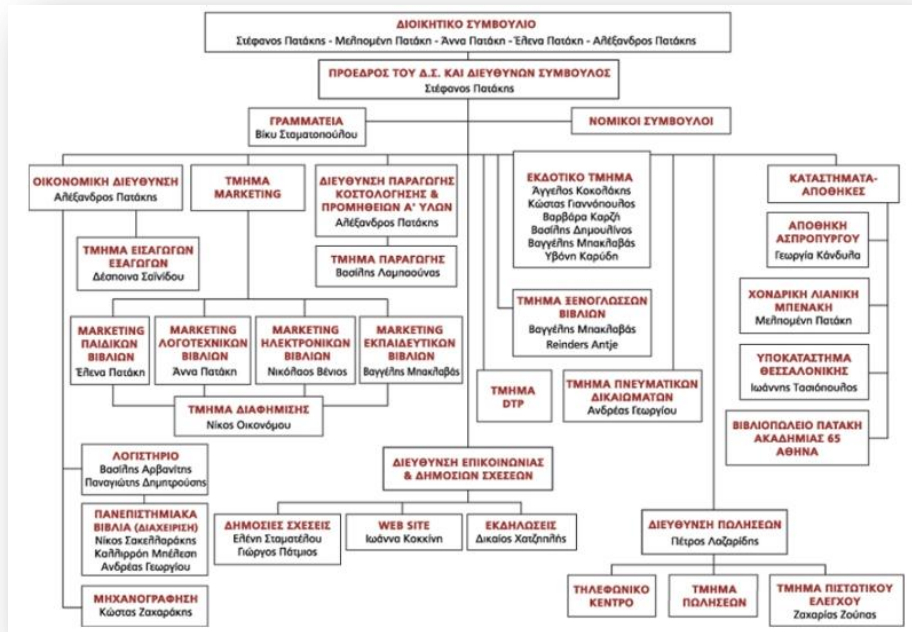 ΔΙΟΙΚΗΤΙΚΟ ΣΥΜΒΟΥΛΙΟ
Στέφανος Πατάκης - Μελπομένη Πατάκη - Άννα Πατάκη - Έλενα Πατάκη - Αλέξανδρος Πατάκης
ΠΡΟΕΔΡΟΣ ΤΟΥ Δ.Σ. ΚΑΙ ΔΙΕΥΘΥΝΩΝ ΣΥΜΒΟΥΛΟΣ
Στέφανος Πατάκης
ΓΡΑΜΜΑΤΕΙΑ
Βίκυ Σταματοπούλου
ΝΟΜΙΚΟΙ ΣΥΜΒΟΥΛΟΙ
ΟΙΚΟΝΟΜΙΚΗ ΔΙΕΥΘΥΝΣΗ
Αλέξανδρος Πατάκης
ΤΜΗΜΑ
MARKETING
ΔΙΕΥΘΥΝΣΗ ΠΑΡΑΓΩΓΗΣ
ΚΟΣΤΟΛΟΓΗΣΗΣ &
ΠΡΟΜΗΘΕΙΩΝ Α' ΥΛΩΝ
Αλέξανδρος Πατάκης
ΕΚΔΟΤΙΚΟ ΤΜΗΜΑ
Άγγελος Κοκολάκης
Κώστας Γιαννόπουλος
Βαρβάρα Καρζή
Βασίλης Δημουλίνος
Βαγγέλης Μπακλαβάς
Υβόνη Καρύδη
ΚΑΤΑΣΤΗΜΑΤΑ-
ΑΠΟΘΗΚΕΣ
ΤΜΗΜΑ ΕΙΣΑΓΩΓΩΝ
ΕΞΑΓΩΓΩΝ
Δέσποινα Σαΐνίδου
ΤΜΗΜΑ ΠΑΡΑΓΩΓΗΣ
Βασίλης Λαμπαούνας
ΑΠΟΘΗΚΗ
ΑΣΠΡΟΠΥΡΓΟΥ
Γεωργία Κάνδυλα
MARKETING
ΠΑΙΔΙΚΩΝ
ΒΙΒΛΙΩΝ
Έλενα Πατάκη
MARKETING
ΛΟΓΟΤΕΧΝΙΚΩΝ
ΒΙΒΛΙΩΝ
Άννα Πατάκη
MARKETING
ΗΛΕΚΤΡΟΝΙΚΩΝ
ΒΙΒΛΙΩΝ
Νικόλαος Βένιος
MARKETING
ΕΚΠΑΙΔΕΥΤΙΚΩΝ
ΒΙΒΛΙΩΝ
Βαγγέλης Μπακλαβάς
ΤΜΗΜΑ ΞΕΝΟΓΛΩΣΣΩΝ
ΒΙΒΛΙΩΝ
Βαγγέλης Μπακλαβάς
Reinders Antje
ΧΟΝΔΡΙΚΗ ΛΙΑΝΙΚΗ
ΜΠΕΝΑΚΗ
Μελπομένη Πατάκη
ΤΜΗΜΑ ΔΙΑΦΗΜΙΣΗΣ
Νίκος Οικονόμου
ΤΜΗΜΑ
DTP
ΤΜΗΜΑ ΠΝΕΥΜΑΤΙΚΩΝ
ΔΙΚΑΙΩΜΑΤΩΝ
Ανδρέας Γεωργίου
ΥΠΟΚΑΤΑΣΤΗΜΑ
ΘΕΣΣΑΛΟΝΙΚΗΣ
Ιωάννης Τασιόπουλος
ΒΙΒΛΙΟΠΩΛΕΙΟ ΠΑΤΑΚΗ
ΑΚΑΔΗΜΙΑΣ 65
ΑΘΗΝΑ
ΛΟΓΙΣΤΗΡΙΟ
Βασίλης Αρβανίτης
Παναγιώτης Δημητρούσης
ΔΙΕΥΘΥΝΣΗ ΕΠΙΚΟΙΝΩΝΙΑΣ
& ΔΗΜΟΣΙΩΝ ΣΧΕΣΕΩΝ
ΠΑΝΕΠΙΣΤΗΜΙΑΚΑ
ΒΙΒΛΙΑ (ΔΙΑΧΕΙΡΙΣΗ)
Νίκος Σακελλαράκης
Καλλιρρόη Μπέλεση
Ανδρέας Γεωργίου
ΔΗΜΟΣΙΕΣ ΣΧΕΣΕΙΣ
Ελένη Σταματέλου
Γιώργος Πάτμιος
WEB SITE
Ιωάννα Κοκκίνη
ΕΚΔΗΛΩΣΕΙΣ
Δικαίος Χατζηπλής
ΔΙΕΥΘΥΝΣΗ ΠΩΛΗΣΕΩΝ
Πέτρος Λαζαρίδης
ΜΗΧΑΝΟΓΡΑΦΗΣΗ
Κώστας Ζαχαράκης
ΤΗΛΕΦΩΝΙΚΟ
ΚΕΝΤΡΟ
ΤΜΗΜΑ
ΠΩΛΗΣΕΩΝ
ΤΜΗΜΑ ΠΙΣΤΩΤΙΚΟΥ
ΕΛΕΓΧΟΥ
Ζαχαρίας Ζούπας